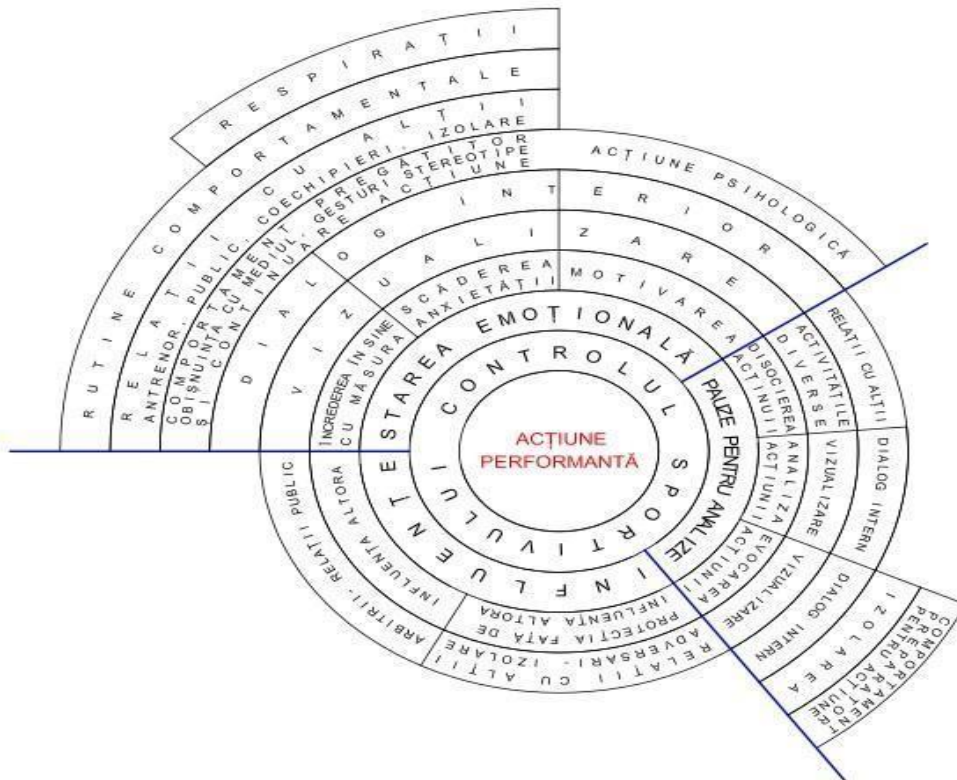 ACȚIUNE
PERFORMANTĂ
CONTROLUL SPORTIVULUI
STAREA EMOȚIONALĂ
PAUZE PENTRU ANALIZE
INFLUENȚE
ÎNCREDEREA ÎN SINE
CU MĂSURA
SCĂDEREA
ANXIETĂȚII
MOTIVAREA
VIZUALIZARE
DIALOG INTERIOR
COMPORTAMENT PREGĂTITOR
OBIȘNUINȚA CU MEDIUL, GESTURI STEREOTIPE
ȘI CONTINUARE ACȚIUNE
ACȚIUNE PSIHOLOGICĂ
RELAȚII CU ALȚII
ANTRENOR, PUBLIC, COECHIPIERI, IZOLARE
RUTINE COMPORTAMENTALE
RESPIRAȚII
DISOCIEREA
ACȚINUII
ACTIVITĂȚILE
DIVERSE
RELAȚII CU ALȚII
ANALIZA
ACȚIUNII
VIZUALIZARE
DIALOG INTERN
EVOCAREA
ACȚIUNII
VIZUALIZARE
DIALOG INTERN
IZOLAREA
COMPORTAMENT
PREPARATOR
PENTRU ACȚIUNE
INFLUENȚA ALTORA
PROTECȚIA FAȚĂ DE
INFLUENȚA ALTORA
ARBITRII- RELAȚII PUBLIC
RELAȚII CU ALȚII
ADVERSARI- IZOLARE